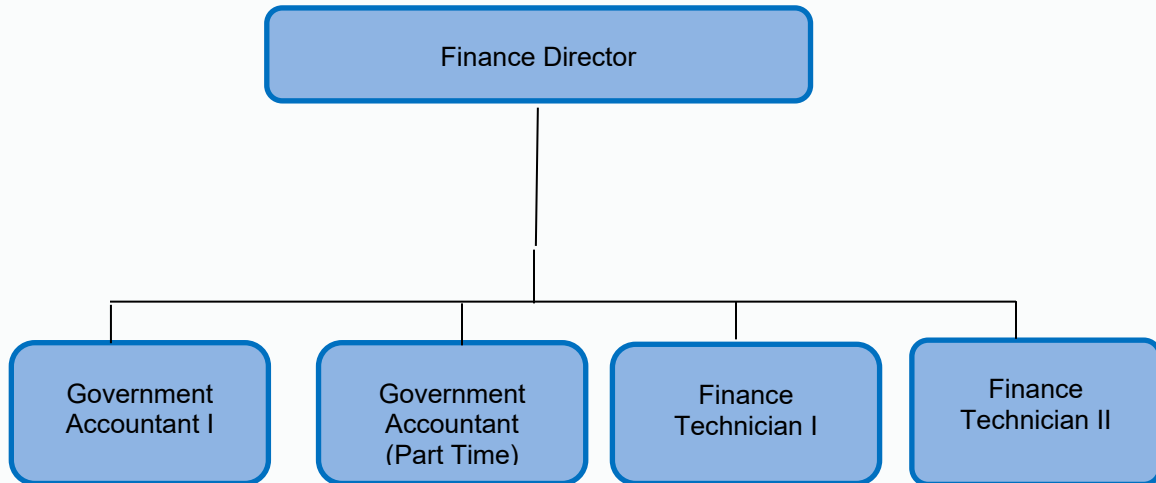 Finance Director
Government
Accountant I
Government
Accountant
(Part Time)
Finance
Technician I
Finance
Technician II